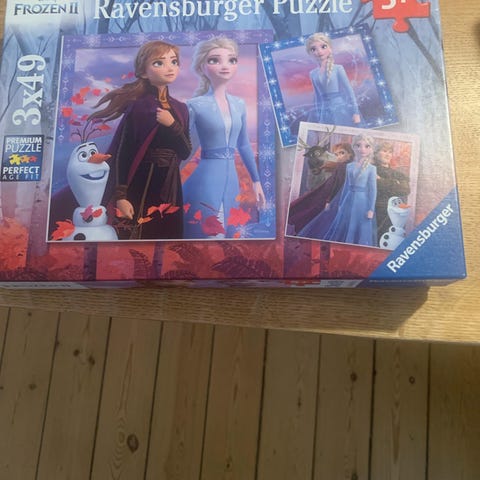 FROZEN II
Ravensburger Puzzle
3x49
PREMIUM
PUZZLE
PERFECT
AGE FIT
Ravensburger